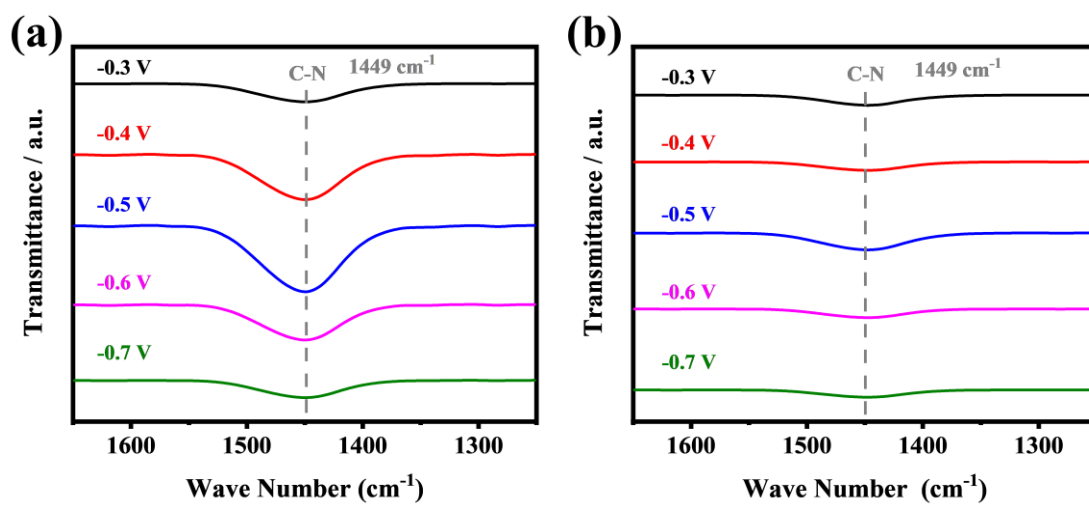 (a)
-0.3 V
C-N
1449 cm⁻¹
-0.4 V
-0.5 V
-0.6 V
-0.7 V
Transmittance / a.u.
1600
1500
1400
1300
Wave Number (cm⁻¹)
(b)
-0.3 V
C-N
1449 cm⁻¹
-0.4 V
-0.5 V
-0.6 V
-0.7 V
Transmittance / a.u.
1600
1500
1400
1300
Wave Number (cm⁻¹)